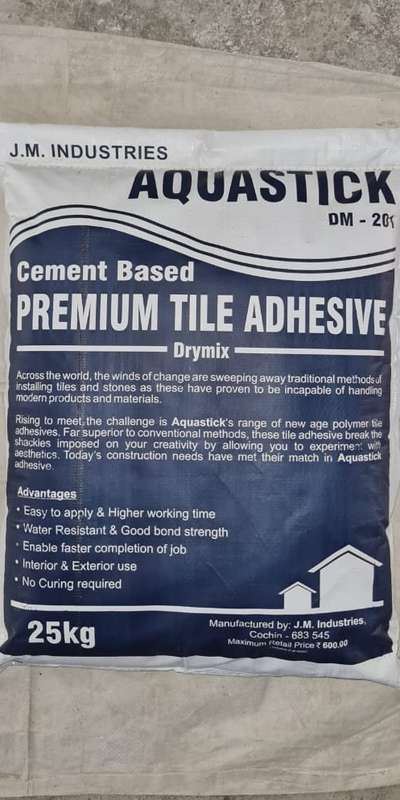 J.M. INDUSTRIES
AQUASTICK
DM - 201
Cement Based
PREMIUM TILE ADHESIVE
Drymix
Across the world, the winds of change are sweeping away traditional methods of
installing tiles and stones as these have proven to be incapable of handling
modern products and materials.
Rising to meet the challenge is Aquastick's range of new age polymer tile
adhesives. Far superior to conventional methods, these tile adhesive break the
shackles imposed on your creativity by allowing you to experiment with
aesthetics. Today's construction needs have met their match in Aquastick
adhesive.
Advantages
• Easy to apply & Higher working time
• Water Resistant & Good bond strength
• Enable faster completion of job
• Interior & Exterior use
• No Curing required
25kg
Manufactured by: J.M. Industries,
Cochin - 683 545
Maximum Retail Price ₹ 600.00